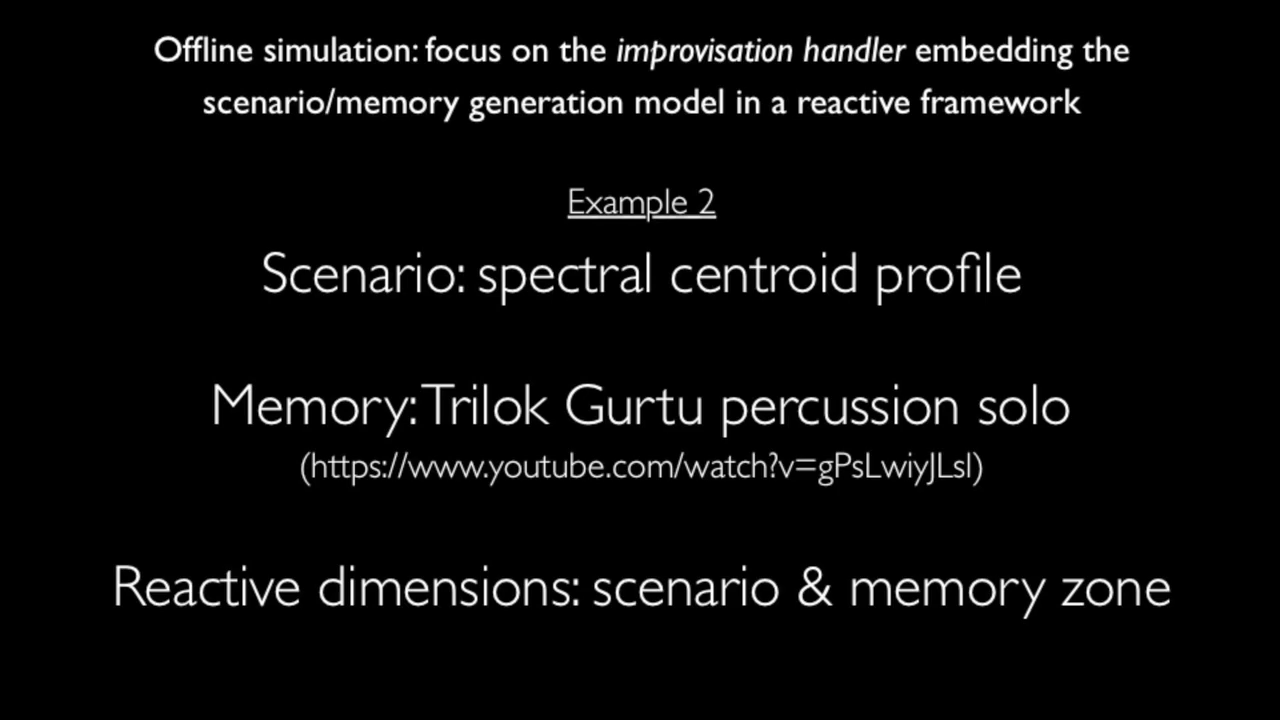 Offline simulation: focus on the improvisation handler embedding the
scenario/memory generation model in a reactive framework
Example 2
Scenario: spectral centroid profile
Memory: Trilok Gurtu percussion solo
(https://www.youtube.com/watch?v=gPsLwiyJLsI)
Reactive dimensions: scenario & memory zone